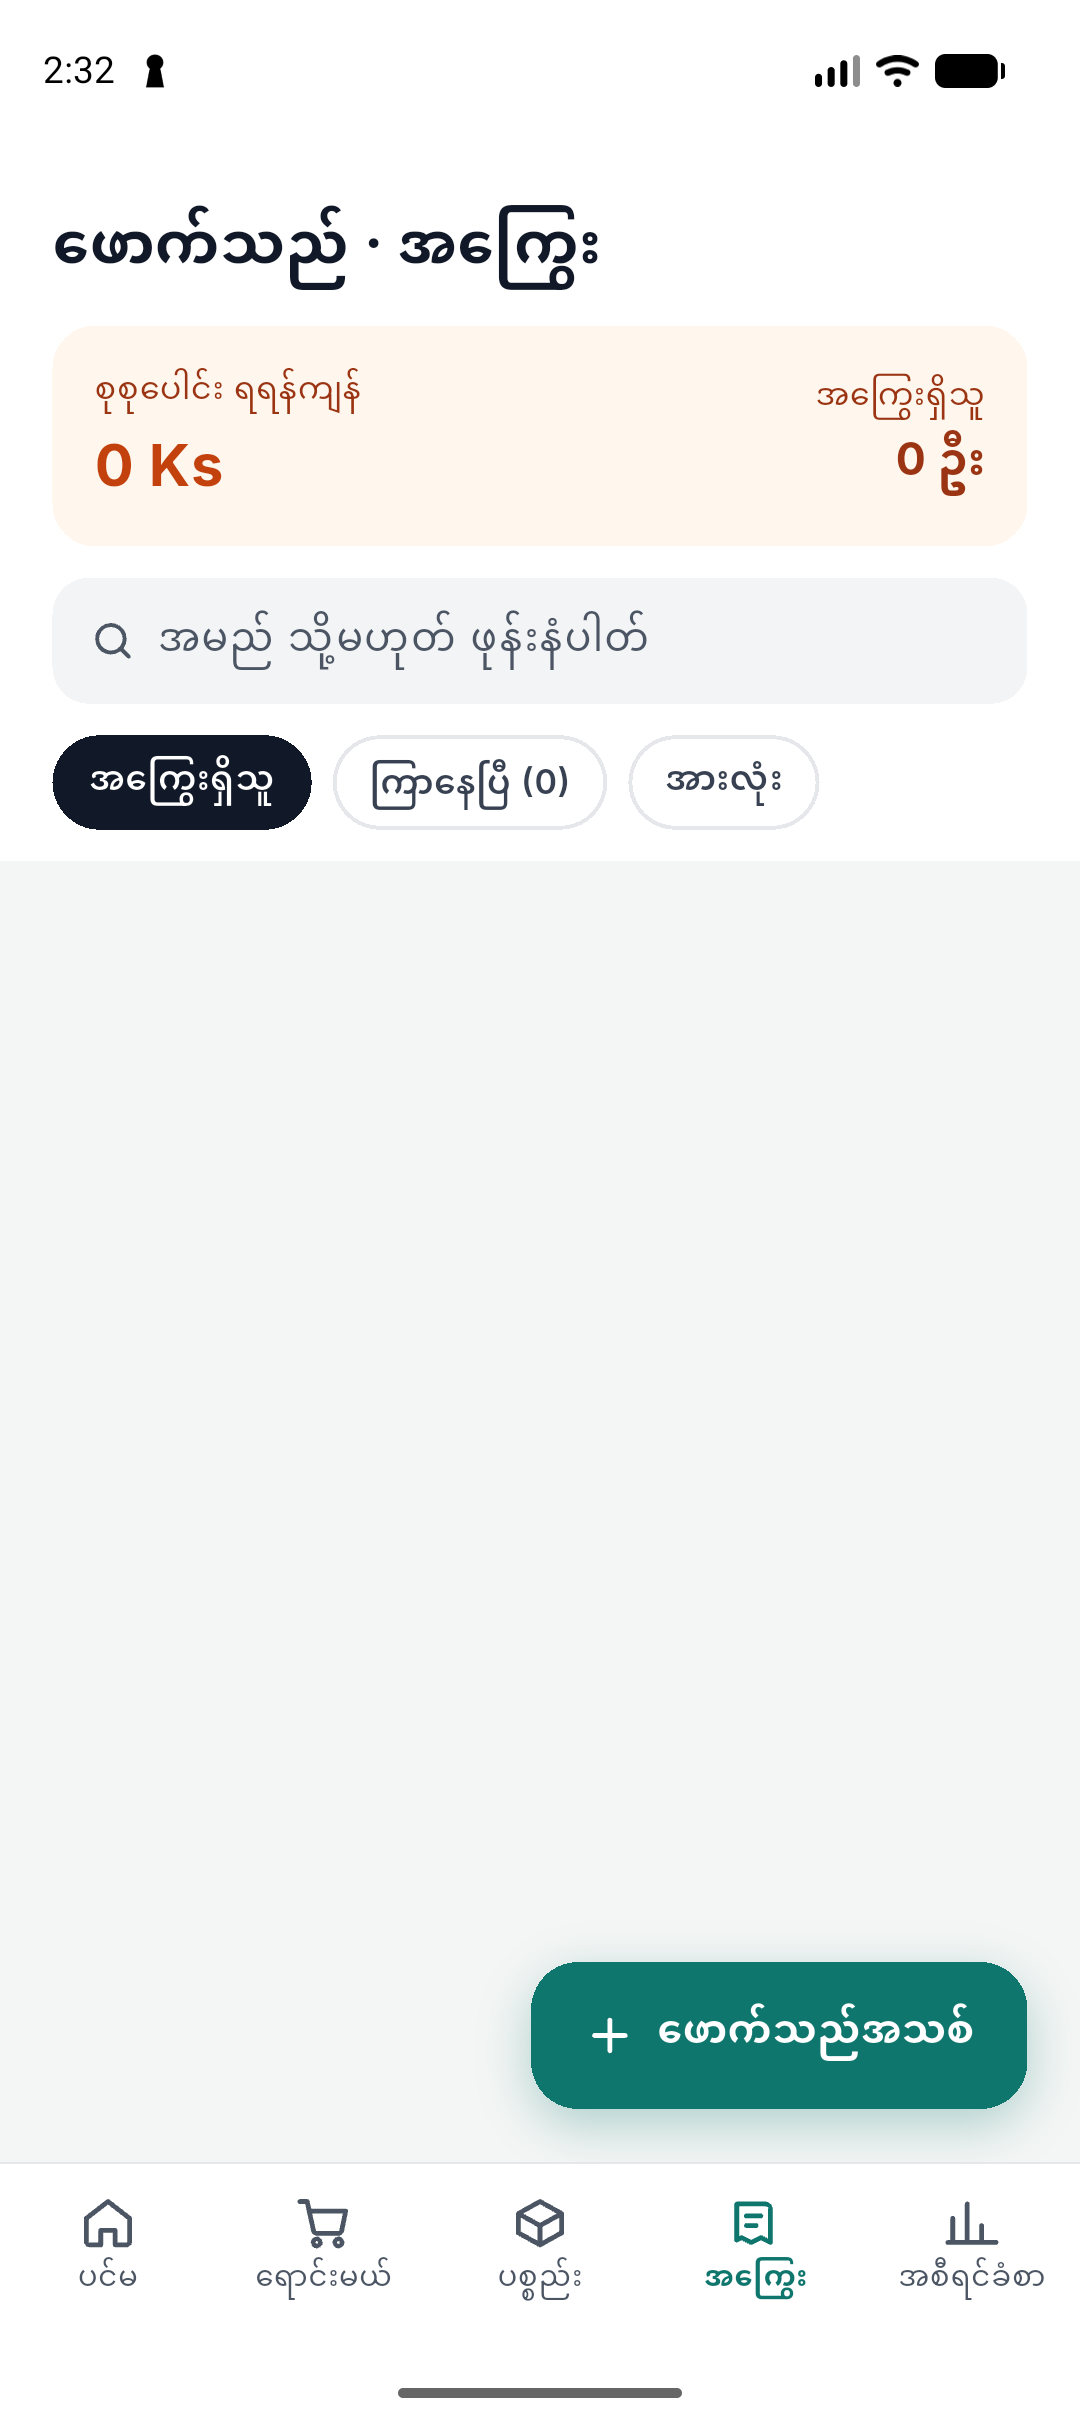 2:32
ဖောက်သည် · အကြွေး
စုစုပေါင်း ရရန်ကျန်
0 Ks
အကြွေးရှိသူ
0 ဦး
အမည် သို့မဟုတ် ဖုန်းနံပါတ်
အကြွေးရှိသူ
ကြာနေပြီ (0)
အားလုံး
ဖောက်သည်အသစ်
ပင်မ
ရောင်းမယ်
ပစ္စည်း
အကြွေး
အစီရင်ခံစာ